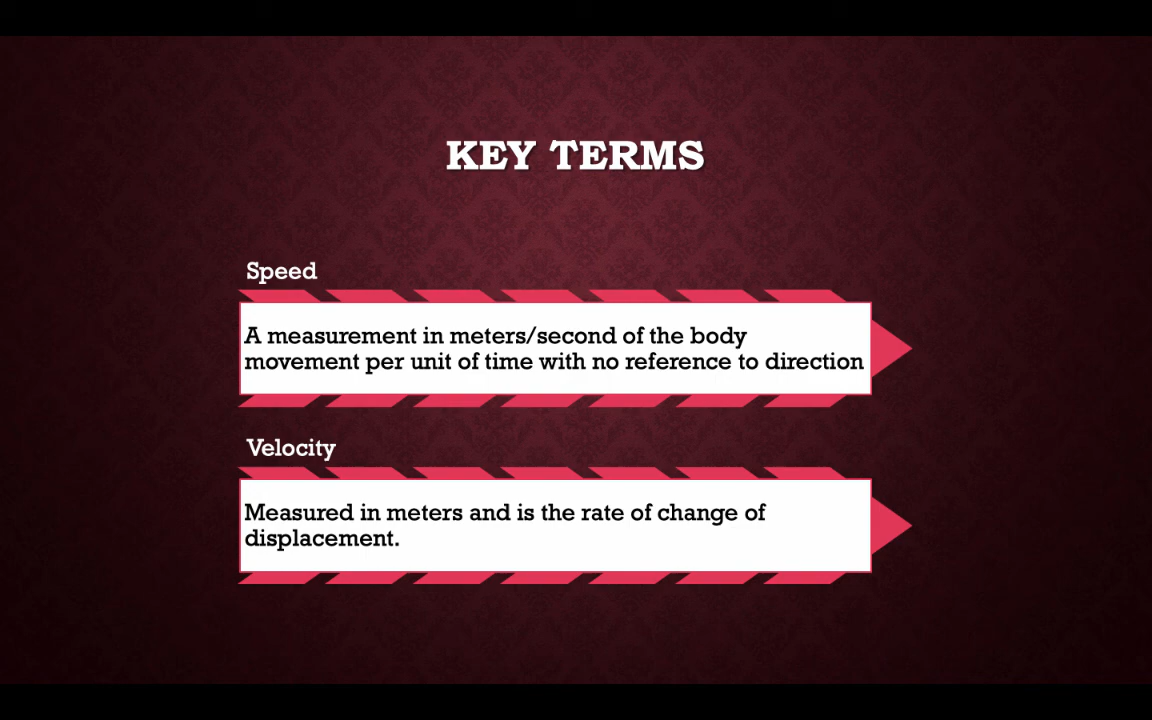 KEY TERMS
Speed
A measurement in meters/second of the body
movement per unit of time with no reference to direction
Velocity
Measured in meters and is the rate of change of
displacement.